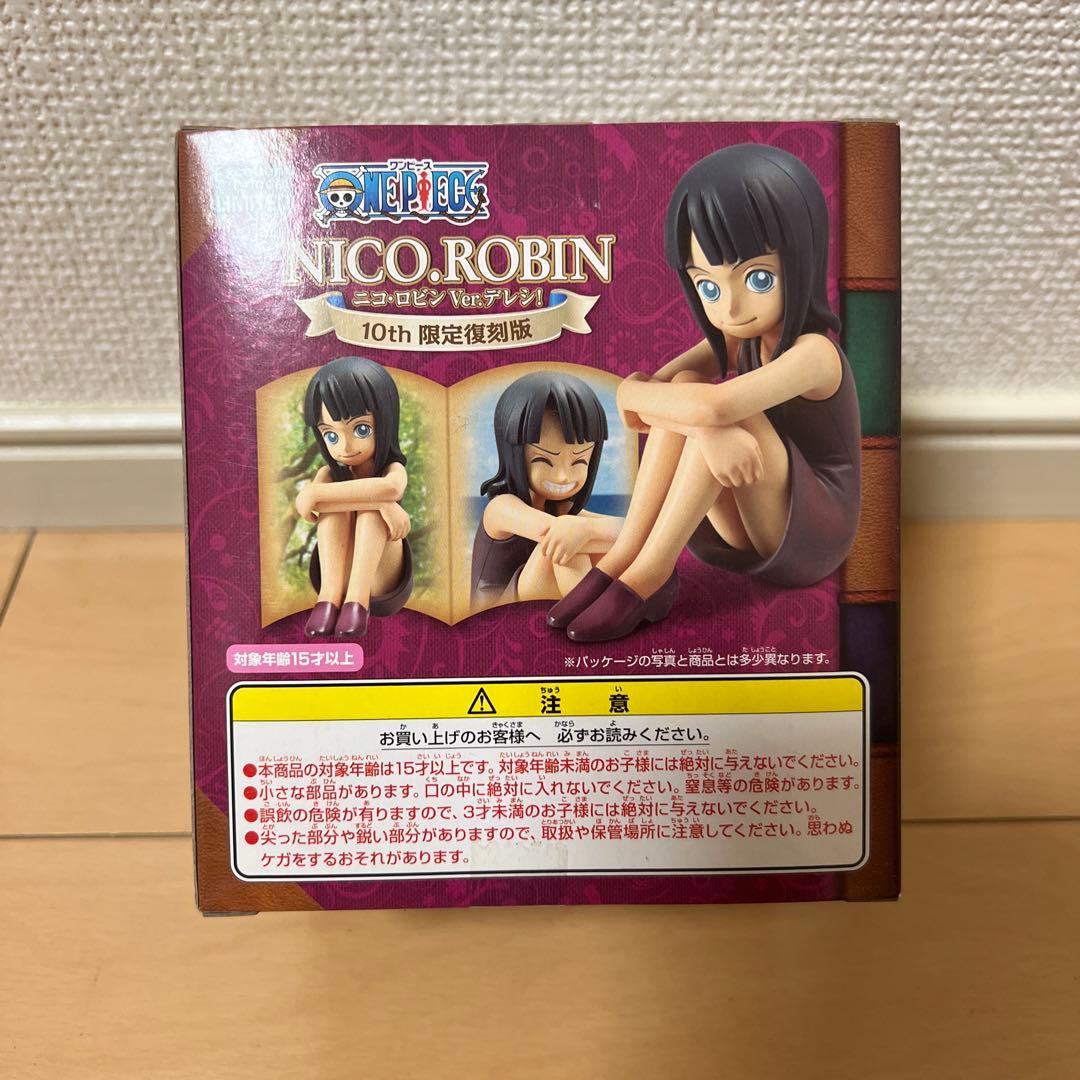 ワンピース
ONE PIECE
NICO.ROBIN
ニコ・ロビン Ver.デレシ!
10th 限定復刻版
対象年齢15才以上
※パッケージの写真と商品とは多少異なります。
注意
お買い上げのお客様へ 必ずお読みください。
●本商品の対象年齢は15才以上です。対象年齢未満のお子様には絶対に与えないでください。
●小さな部品があります。口の中に絶対に入れないでください。窒息等の危険があります。
●誤飲の危険が有りますので、3才未満のお子様には絶対に与えないでください。
●尖った部分や鋭い部分がありますので、取扱や保管場所に注意してください。思わぬ
ケガをするおそれがあります。